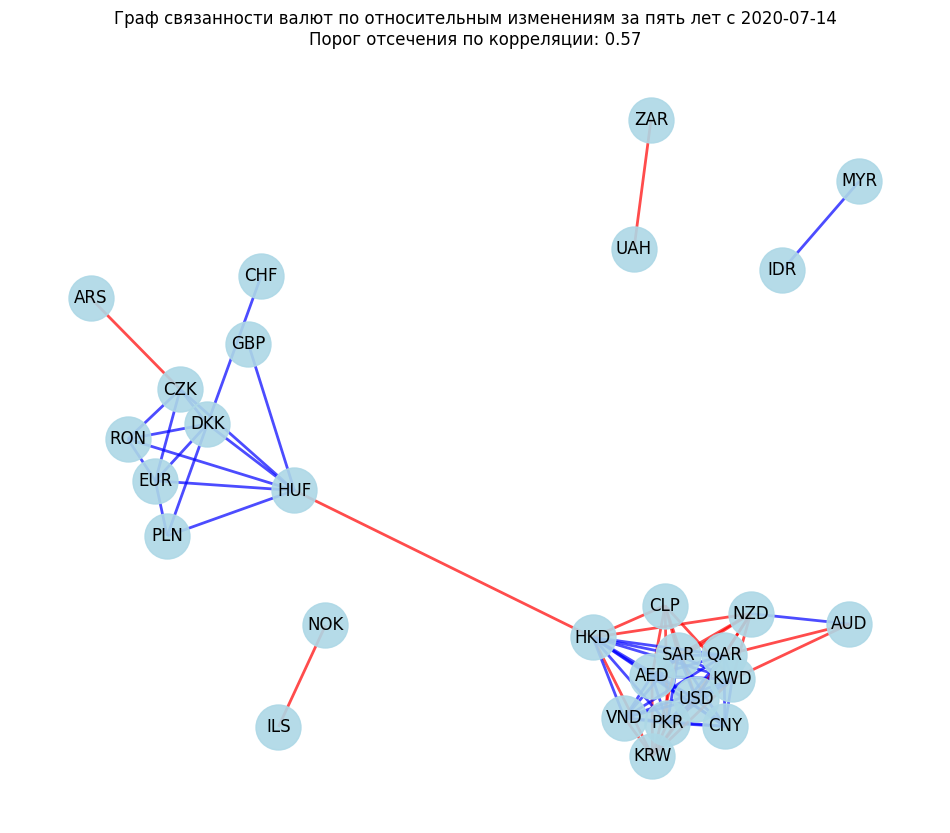 Граф связанности валют по относительным изменениям за пять лет с 2020-07-14
Порог отсечения по корреляции: 0.57
ZAR
MYR
UAH
IDR
CHF
ARS
GBP
CZK
DKK
RON
EUR
HUF
PLN
CLP
NZD
NOK
AUD
HKD
SAR
QAR
AED
KWD
USD
VND
PKR
CNY
ILS
KRW